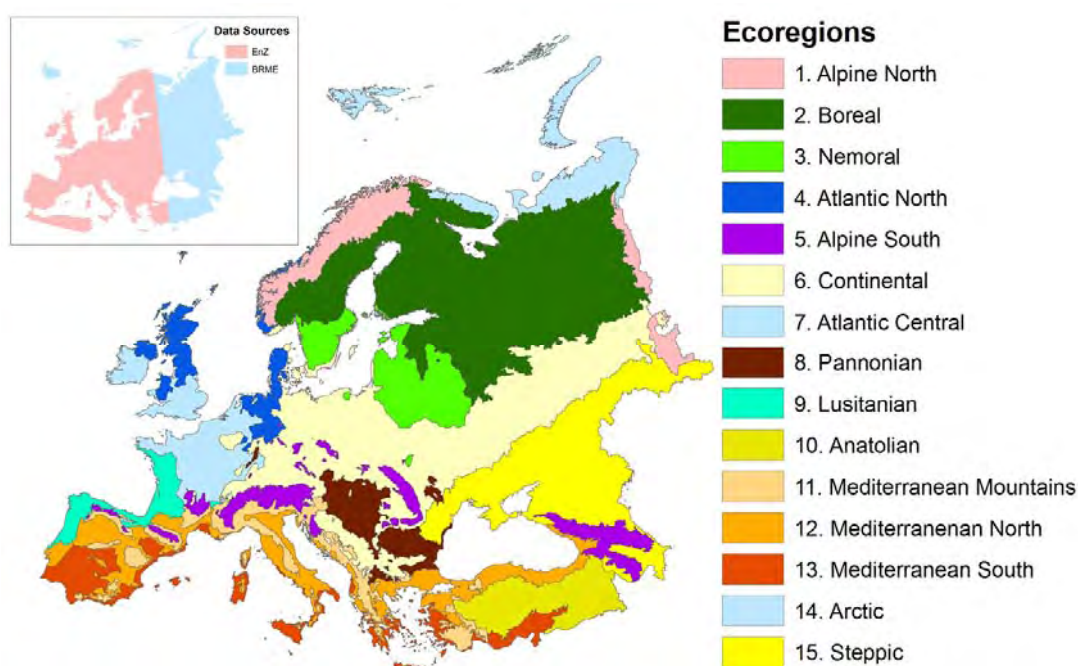 Data Sources
EnZ
BRME
Ecoregions
1. Alpine North
2. Boreal
3. Nemoral
4. Atlantic North
5. Alpine South
6. Continental
7. Atlantic Central
8. Pannonian
9. Lusitanian
10. Anatolian
11. Mediterranean Mountains
12. Mediterranenan North
13. Mediterranean South
14. Arctic
15. Steppic